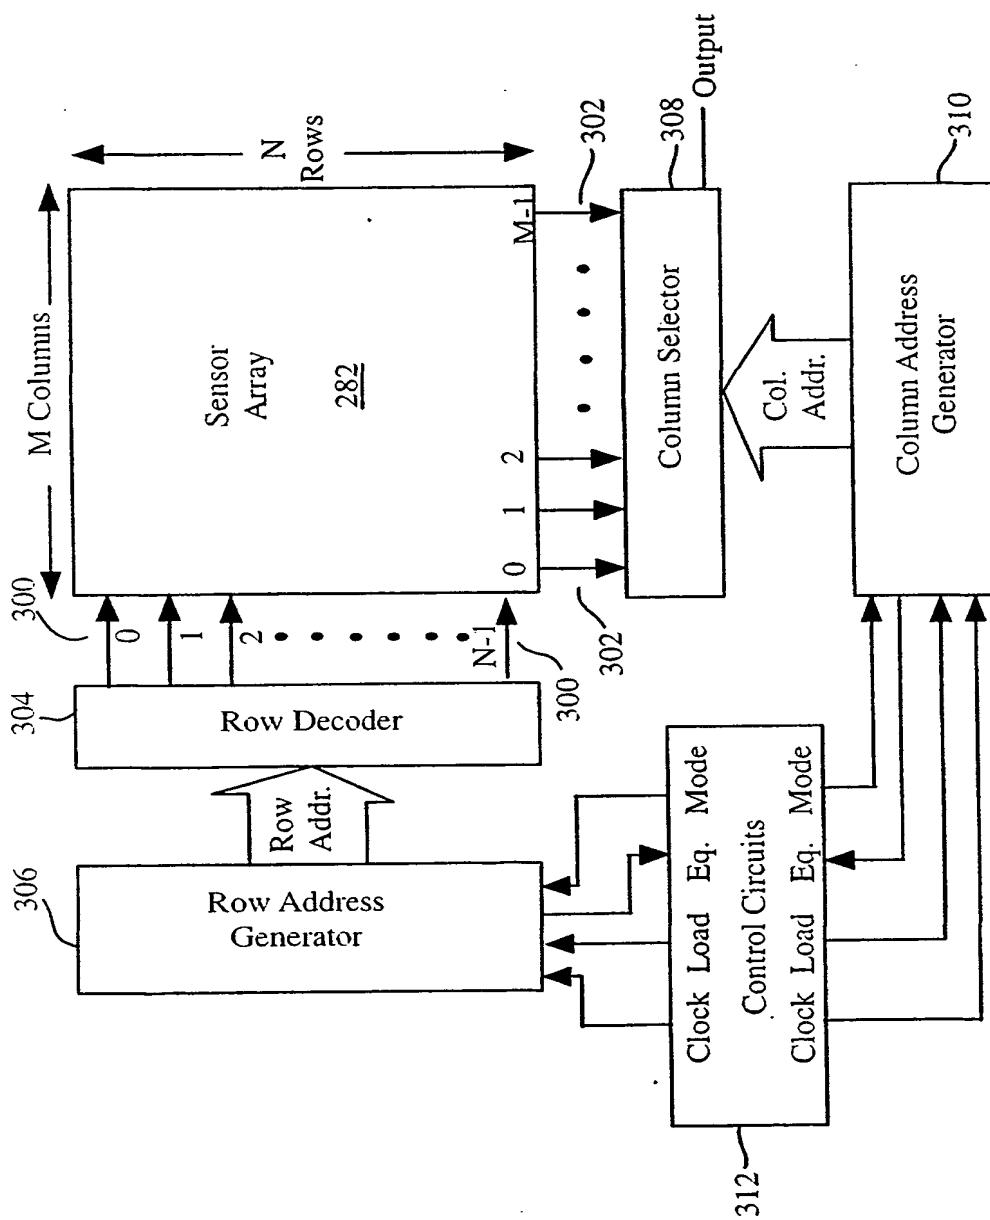 M Columns
N
Rows
Sensor
Array
282
300
0
1
2
N-1
300
304
Row Decoder
Row
Addr.
306
Row Address
Generator
0
1
2
M-1
302
302
Column Selector
308
Output
Col.
Addr.
Column Address
Generator
310
Clock Load Eq. Mode
Control Circuits
Clock Load Eq. Mode
312